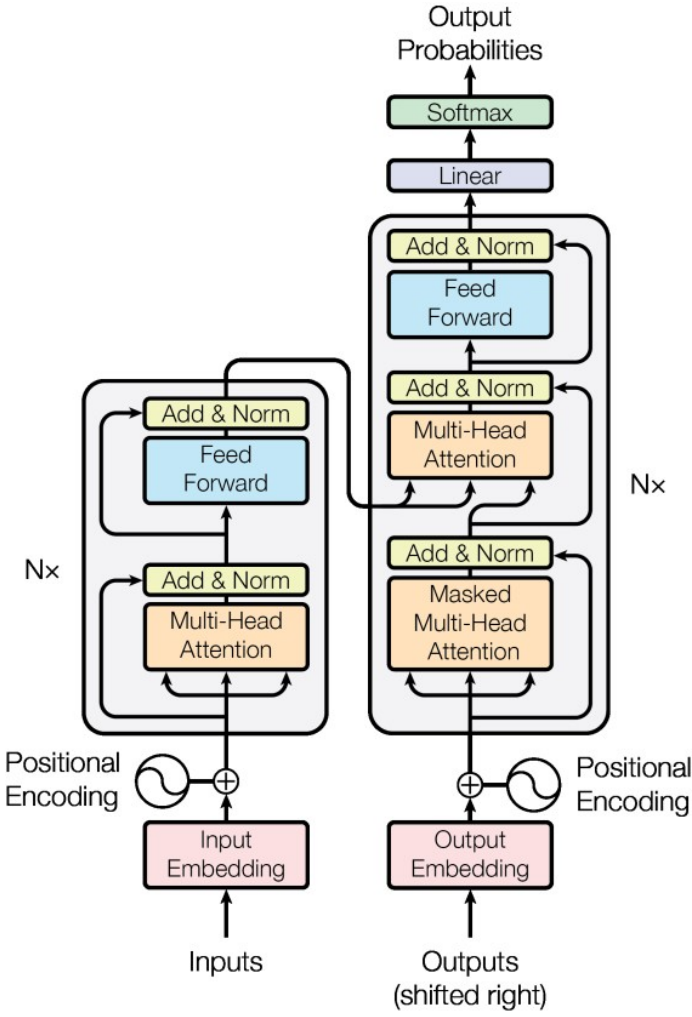 Output
Probabilities
Softmax
Linear
Add & Norm
Feed
Forward
Add & Norm
Multi-Head
Attention
Add & Norm
Masked
Multi-Head
Attention
N×
Add & Norm
Feed
Forward
Add & Norm
Multi-Head
Attention
N×
Positional
Encoding
Positional
Encoding
Input
Embedding
Output
Embedding
Inputs
Outputs
(shifted right)